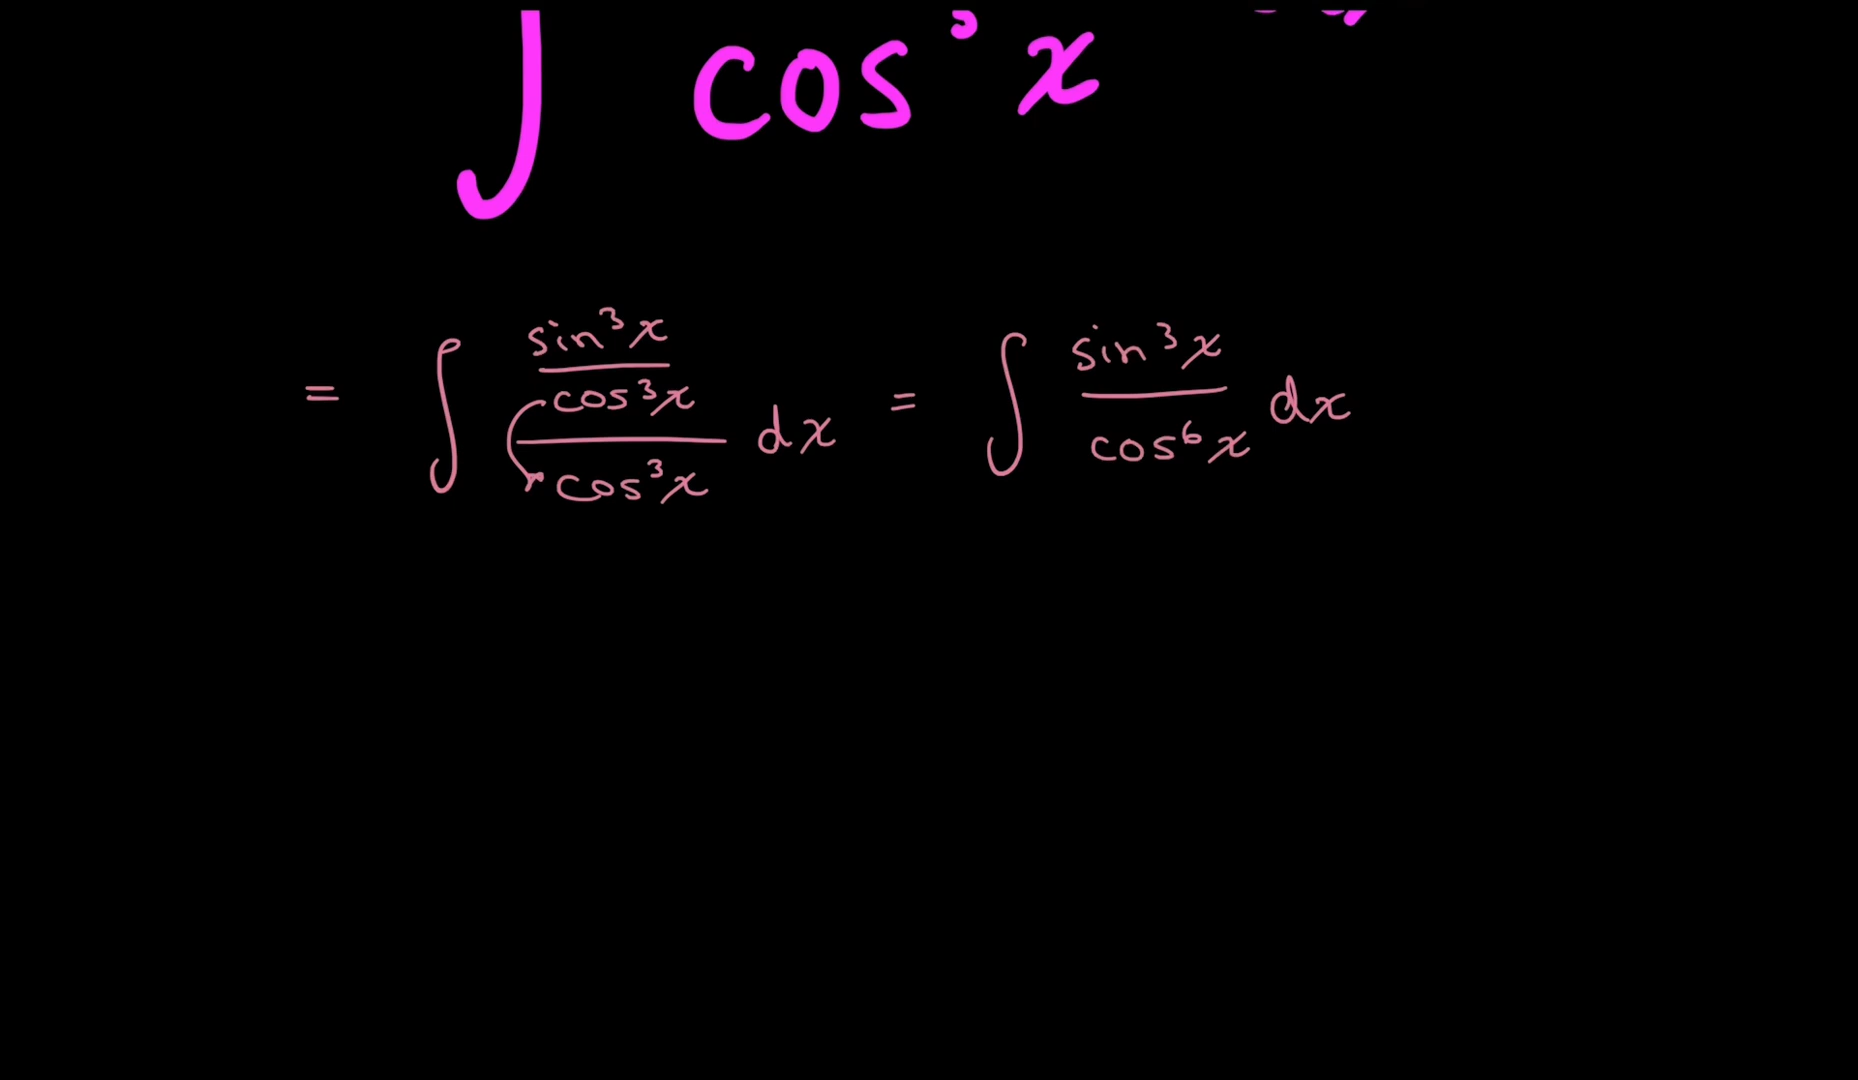 ∫ cos³x
= ∫ (sin³x / cos³x) / cos³x dx = ∫ sin³x / cos⁶x dx